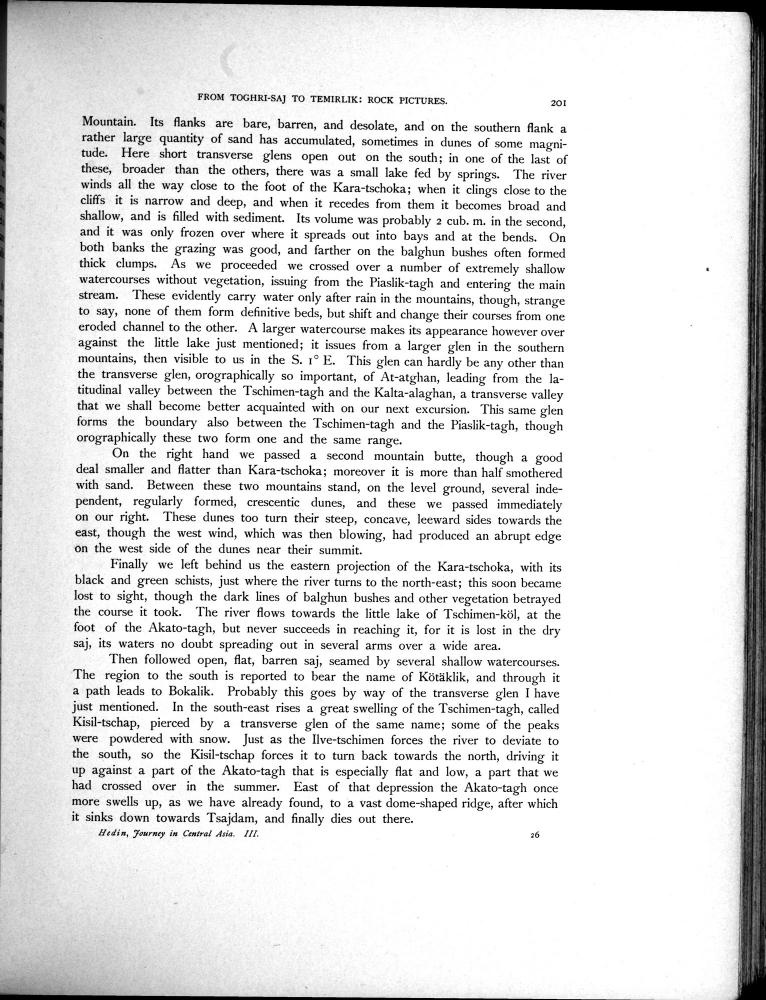 FROM TOGHRI-SAJ TO TEMIRLIK: ROCK PICTURES. 201
Mountain. Its flanks are bare, barren, and desolate, and on the southern flank a
rather large quantity of sand has accumulated, sometimes in dunes of some magni-
tude. Here short transverse glens open out on the south; in one of the last of
these, broader than the others, there was a small lake fed by springs. The river
winds all the way close to the foot of the Kara-tschoka; when it clings close to the
cliffs it is narrow and deep, and when it recedes from them it becomes broad and
shallow, and is filled with sediment. Its volume was probably 2 cub. m. in the second,
and it was only frozen over where it spreads out into bays and at the bends. On
both banks the grazing was good, and farther on the balghun bushes often formed
thick clumps. As we proceeded we crossed over a number of extremely shallow
watercourses without vegetation, issuing from the Piaslik-tagh and entering the main
stream. These evidently carry water only after rain in the mountains, though, strange
to say, none of them form definitive beds, but shift and change their courses from one
eroded channel to the other. A larger watercourse makes its appearance however over
against the little lake just mentioned; it issues from a larger glen in the southern
mountains, then visible to us in the S. 1° E. This glen can hardly be any other than
the transverse glen, orographically so important, of At-atghan, leading from the la-
titudinal valley between the Tschimen-tagh and the Kalta-alaghan, a transverse valley
that we shall become better acquainted with on our next excursion. This same glen
forms the boundary also between the Tschimen-tagh and the Piaslik-tagh, though
orographically these two form one and the same range.
On the right hand we passed a second mountain butte, though a good
deal smaller and flatter than Kara-tschoka; moreover it is more than half smothered
with sand. Between these two mountains stand, on the level ground, several inde-
pendent, regularly formed, crescentic dunes, and these we passed immediately
on our right. These dunes too turn their steep, concave, leeward sides towards the
east, though the west wind, which was then blowing, had produced an abrupt edge
on the west side of the dunes near their summit.
Finally we left behind us the eastern projection of the Kara-tschoka, with its
black and green schists, just where the river turns to the north-east; this soon became
lost to sight, though the dark lines of balghun bushes and other vegetation betrayed
the course it took. The river flows towards the little lake of Tschimen-köl, at the
foot of the Akato-tagh, but never succeeds in reaching it, for it is lost in the dry
saj, its waters no doubt spreading out in several arms over a wide area.
Then followed open, flat, barren saj, seamed by several shallow watercourses.
The region to the south is reported to bear the name of Kötäklik, and through it
a path leads to Bokalik. Probably this goes by way of the transverse glen I have
just mentioned. In the south-east rises a great swelling of the Tschimen-tagh, called
Kisil-tschap, pierced by a transverse glen of the same name; some of the peaks
were powdered with snow. Just as the Ilve-tschimen forces the river to deviate to
the south, so the Kisil-tschap forces it to turn back towards the north, driving it
up against a part of the Akato-tagh that is especially flat and low, a part that we
had crossed over in the summer. East of that depression the Akato-tagh once
more swells up, as we have already found, to a vast dome-shaped ridge, after which
it sinks down towards Tsajdam, and finally dies out there.
Hedin, Journey in Central Asia. III. 26